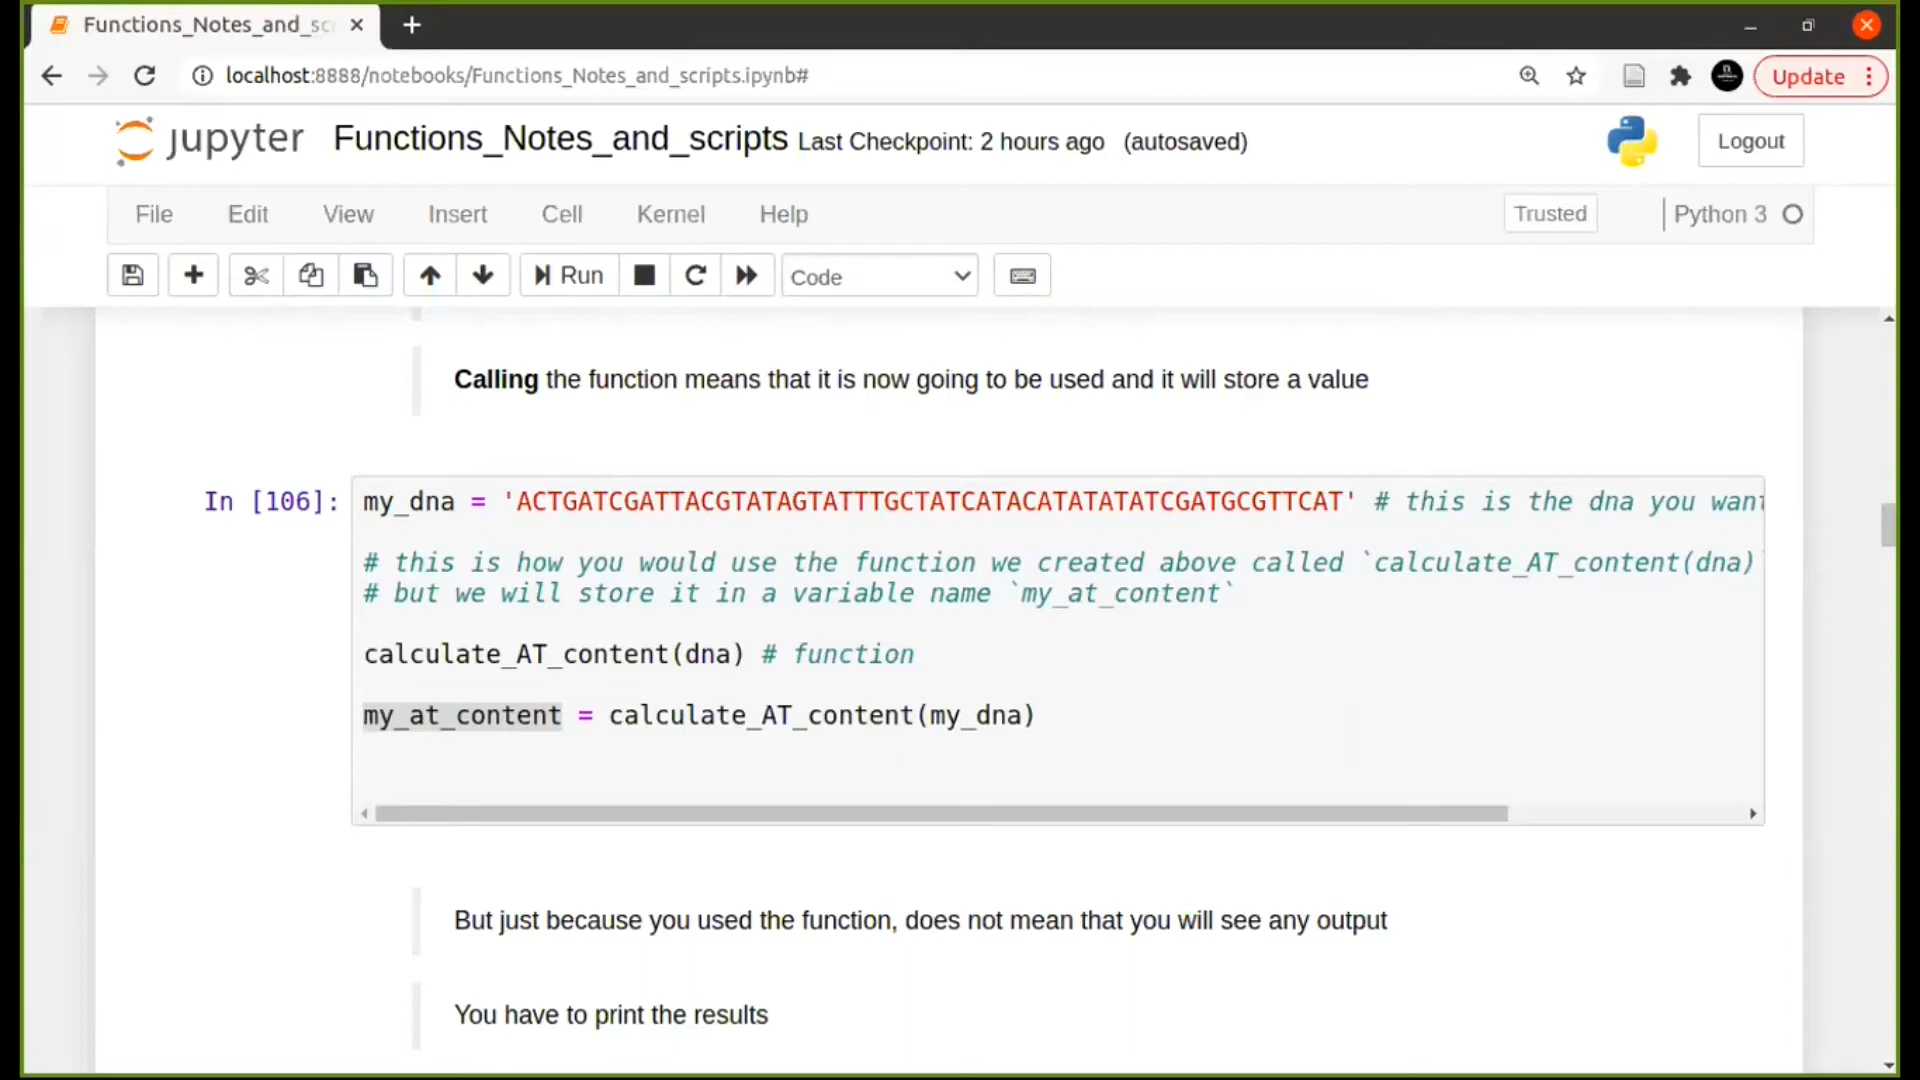 Functions_Notes_and_sc
localhost:8888/notebooks/Functions_Notes_and_scripts.ipynb#
Update
jupyter Functions_Notes_and_scripts Last Checkpoint: 2 hours ago (autosaved)
Logout
File Edit View Insert Cell Kernel Help
Trusted
Python 3
Run
Code
Calling the function means that it is now going to be used and it will store a value
In [106]:
my_dna = 'ACTGATCGATTACGTATAGTATTTGCTATCATACATATATATCGATGCGTTCAT' # this is the dna you want
# this is how you would use the function we created above called `calculate_AT_content(dna)`
# but we will store it in a variable name `my_at_content`
calculate_AT_content(dna) # function
my_at_content = calculate_AT_content(my_dna)
But just because you used the function, does not mean that you will see any output
You have to print the results